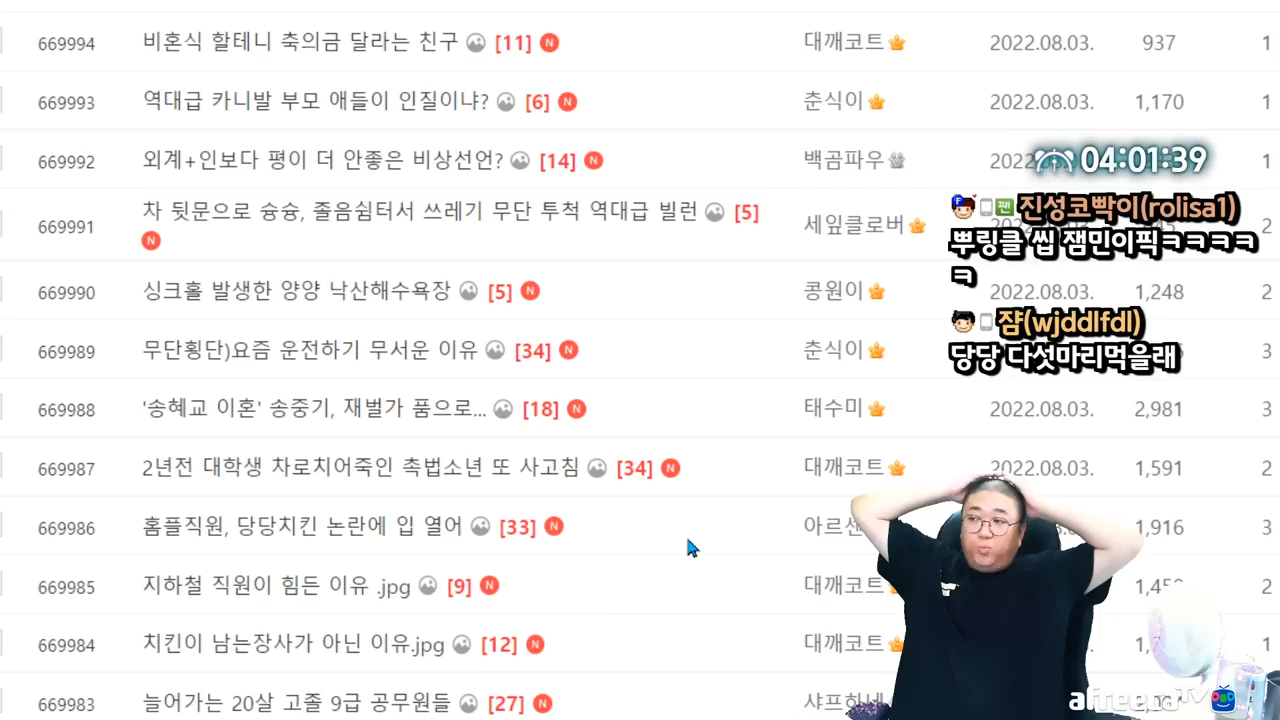 669994 비혼식 할테니 축의금 달라는 친구 [11] N 대깨코트 2022.08.03. 937 1
669993 역대급 카니발 부모 애들이 인질이냐? [6] N 춘식이 2022.08.03. 1,170 1
669992 외계+인보다 평이 더 안좋은 비상선언? [14] N 백곰파우 1
04:01:39
차 뒷문으로 슝슝, 졸음쉼터서 쓰레기 무단 투척 역대급 빌런 [5]
669991 N 세잎클로버 2
팬 진성코빡이(rolisa1)
뿌링클 씹 잼민이픽ㅋㅋㅋㅋ
ㅋ
669990 싱크홀 발생한 양양 낙산해수욕장 [5] N 콩원이 2022.08.03. 1,248 2
쟘(wjddlfdl)
당당 다섯마리먹을래
669989 무단횡단)요즘 운전하기 무서운 이유 [34] N 춘식이 3
669988 '송혜교 이혼' 송중기, 재벌가 품으로... [18] N 태수미 2022.08.03. 2,981 3
669987 2년전 대학생 차로치어죽인 촉법소년 또 사고침 [34] N 대깨코트 2022.08.03. 1,591 2
669986 홈플직원, 당당치킨 논란에 입 열어 [33] N 1,916 3
669985 지하철 직원이 힘든 이유 .jpg [9] N 대깨코트 2
669984 치킨이 남는장사가 아닌 이유.jpg [12] N 대깨코트 1
669983 늘어가는 20살 고졸 9급 공무원들 [27] N
afreecaTV